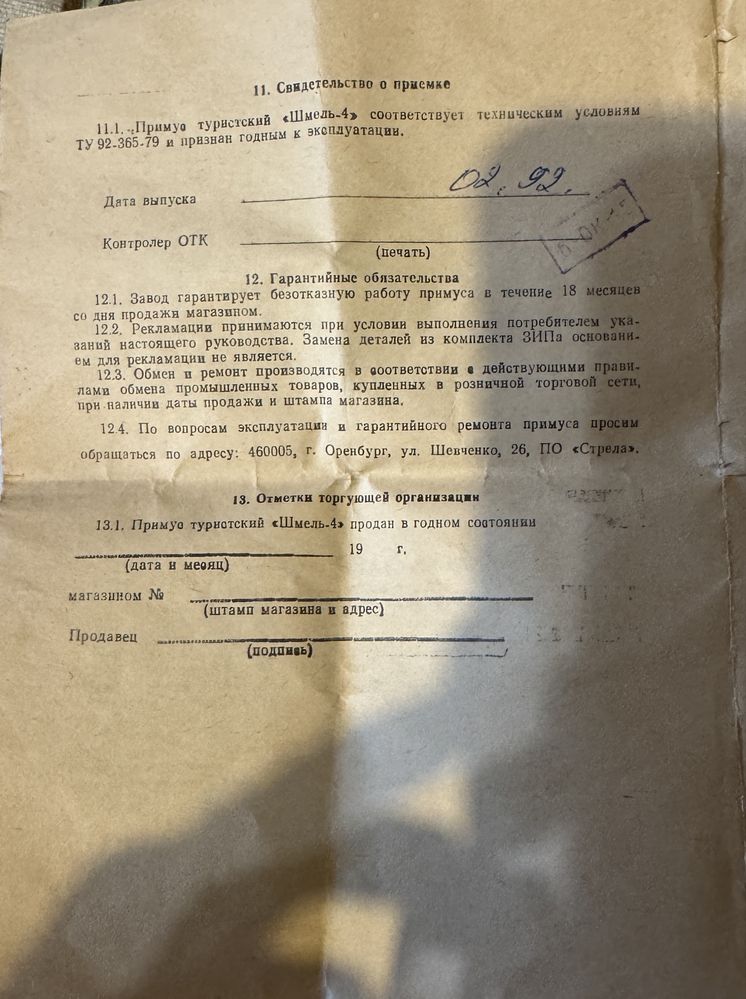 11. Свидетельство о приемке
11.1. Примус туристский «Шмель-4» соответствует техническим условиям
ТУ 92-365-79 и признан годным к эксплуатации.
Дата выпуска 02. 92.
Контролер ОТК
(печать)
12. Гарантийные обязательства
12.1. Завод гарантирует безотказную работу примуса в течение 18 месяцев
со дня продажи магазином.
12.2. Рекламации принимаются при условии выполнения потребителем ука-
заний настоящего руководства. Замена деталей из комплекта ЗИПа основани-
ем для рекламации не является.
12.3. Обмен и ремонт производятся в соответствии с действующими прави-
лами обмена промышленных товаров, купленных в розничной торговой сети,
при наличии даты продажи и штампа магазина.
12.4. По вопросам эксплуатации и гарантийного ремонта примуса просим
обращаться по адресу: 460005, г. Оренбург, ул. Шевченко, 26, ПО «Стрела».
13. Отметки торгующей организации
13.1. Примус туристский «Шмель-4» продан в годном состоянии
19 г.
(дата и месяц)
магазином №
(штамп магазина и адрес)
Продавец
(подпись)